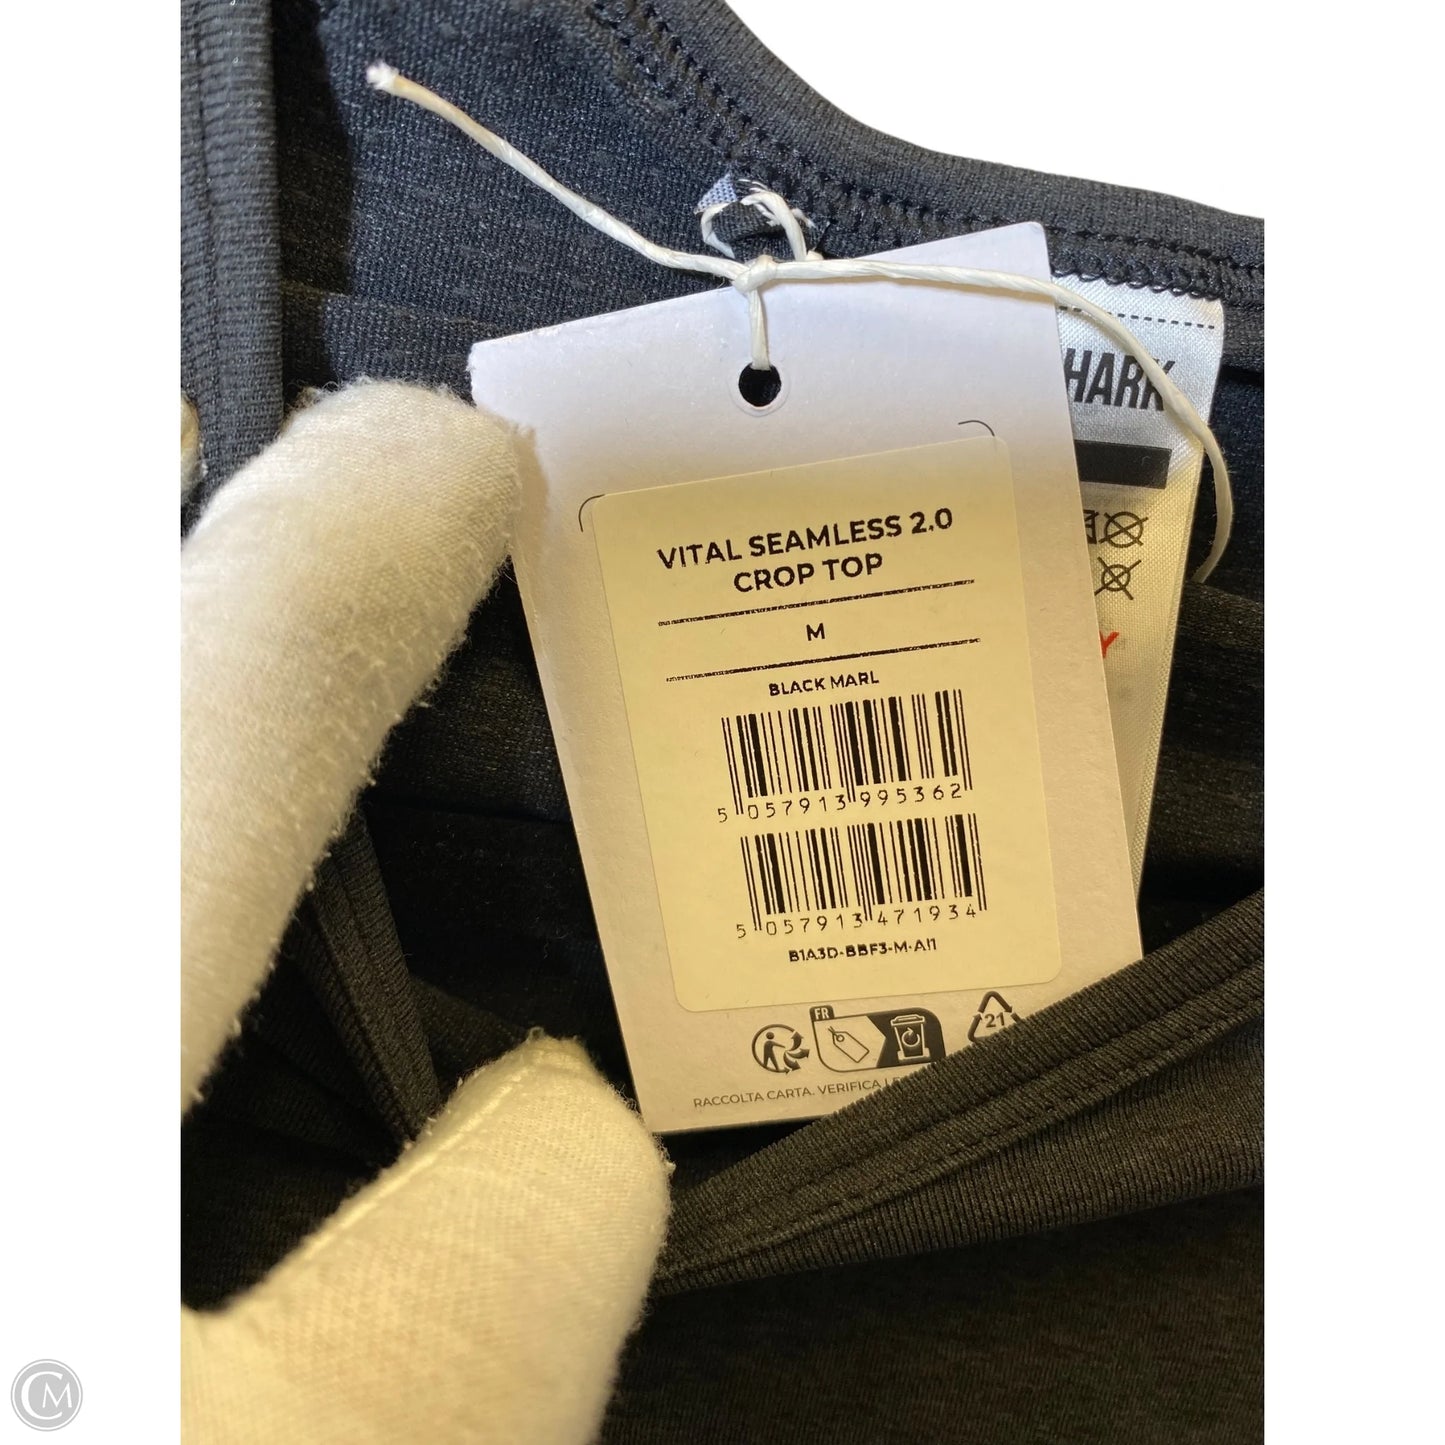 HARK
VITAL SEAMLESS 2.0
CROP TOP
M
BLACK MARL
5 057913 995362
5 057913 471934
B1A3D-BBF3-M-A11
FR
21
RACCOLTA CARTA. VERIFICA
Y
CM